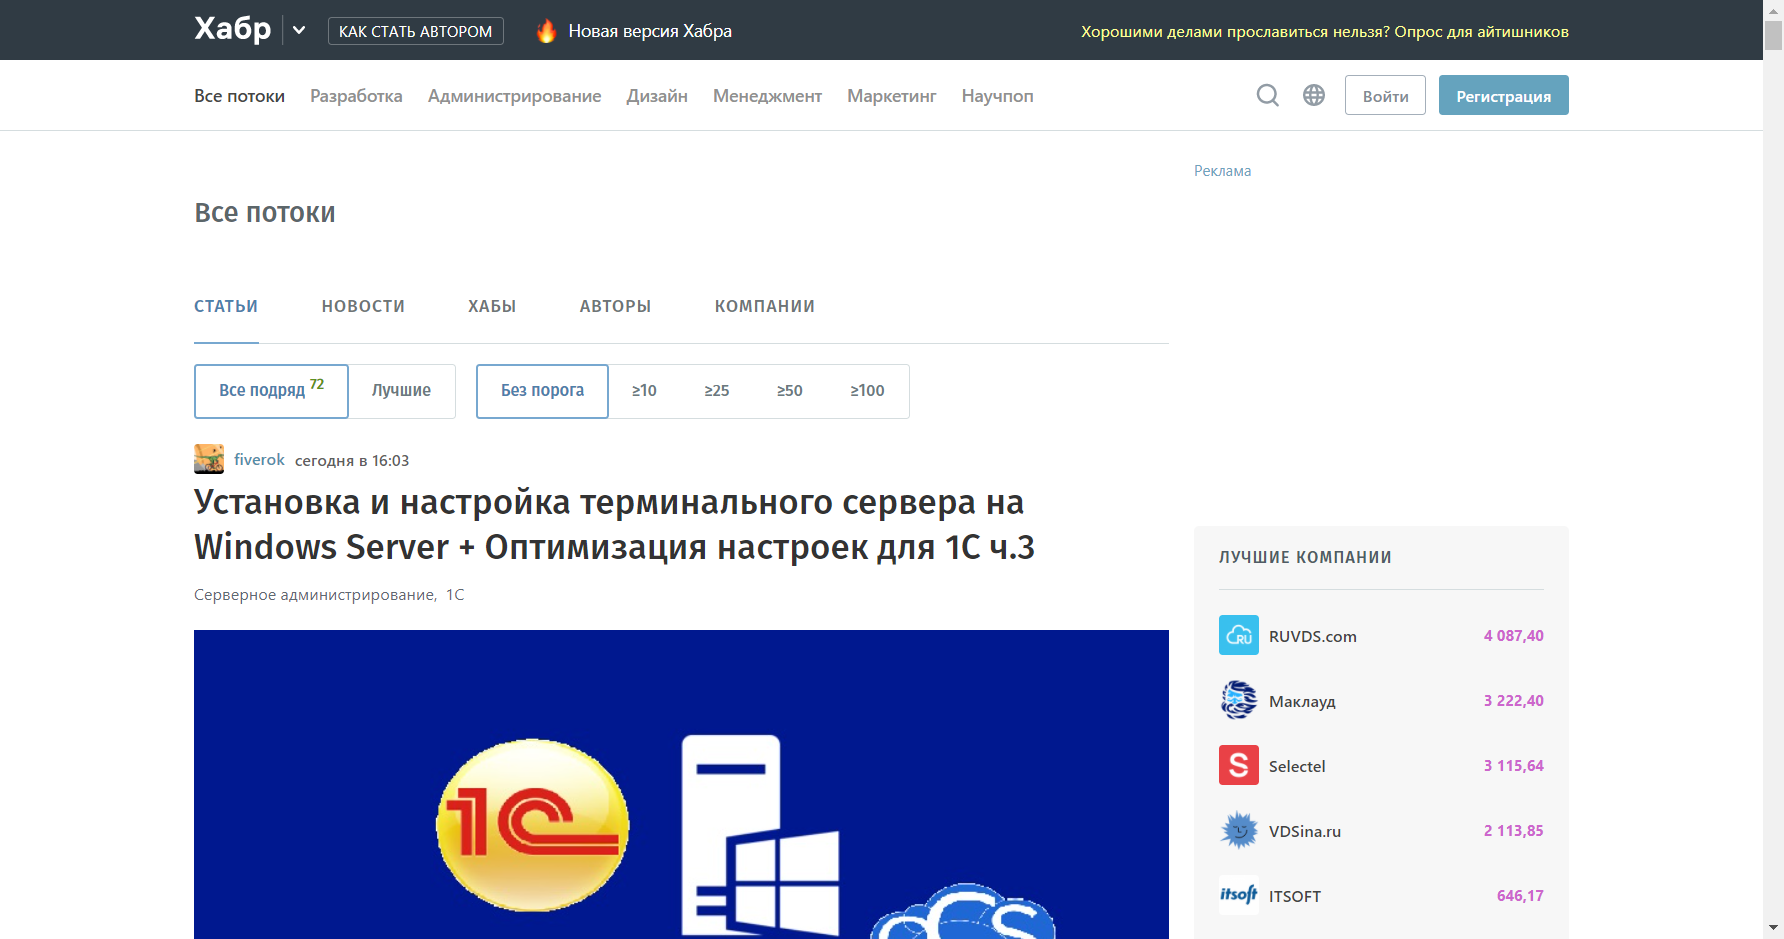 Хабр
КАК СТАТЬ АВТОРОМ
Новая версия Хабра
Хорошими делами прославиться нельзя? Опрос для айтишников
Все потоки
Разработка
Администрирование
Дизайн
Менеджмент
Маркетинг
Научпоп
Войти
Регистрация
Реклама
Все потоки
СТАТЬИ
НОВОСТИ
ХАБЫ
АВТОРЫ
КОМПАНИИ
Все подряд 72
Лучшие
Без порога
≥10
≥25
≥50
≥100
fiverok сегодня в 16:03
Установка и настройка терминального сервера на
Windows Server + Оптимизация настроек для 1С ч.3
Серверное администрирование, 1С
1С
ЛУЧШИЕ КОМПАНИИ
RU
RUVDS.com 4 087,40
Маклауд 3 222,40
S
Selectel 3 115,64
VDSina.ru 2 113,85
itsoft
ITSOFT 646,17